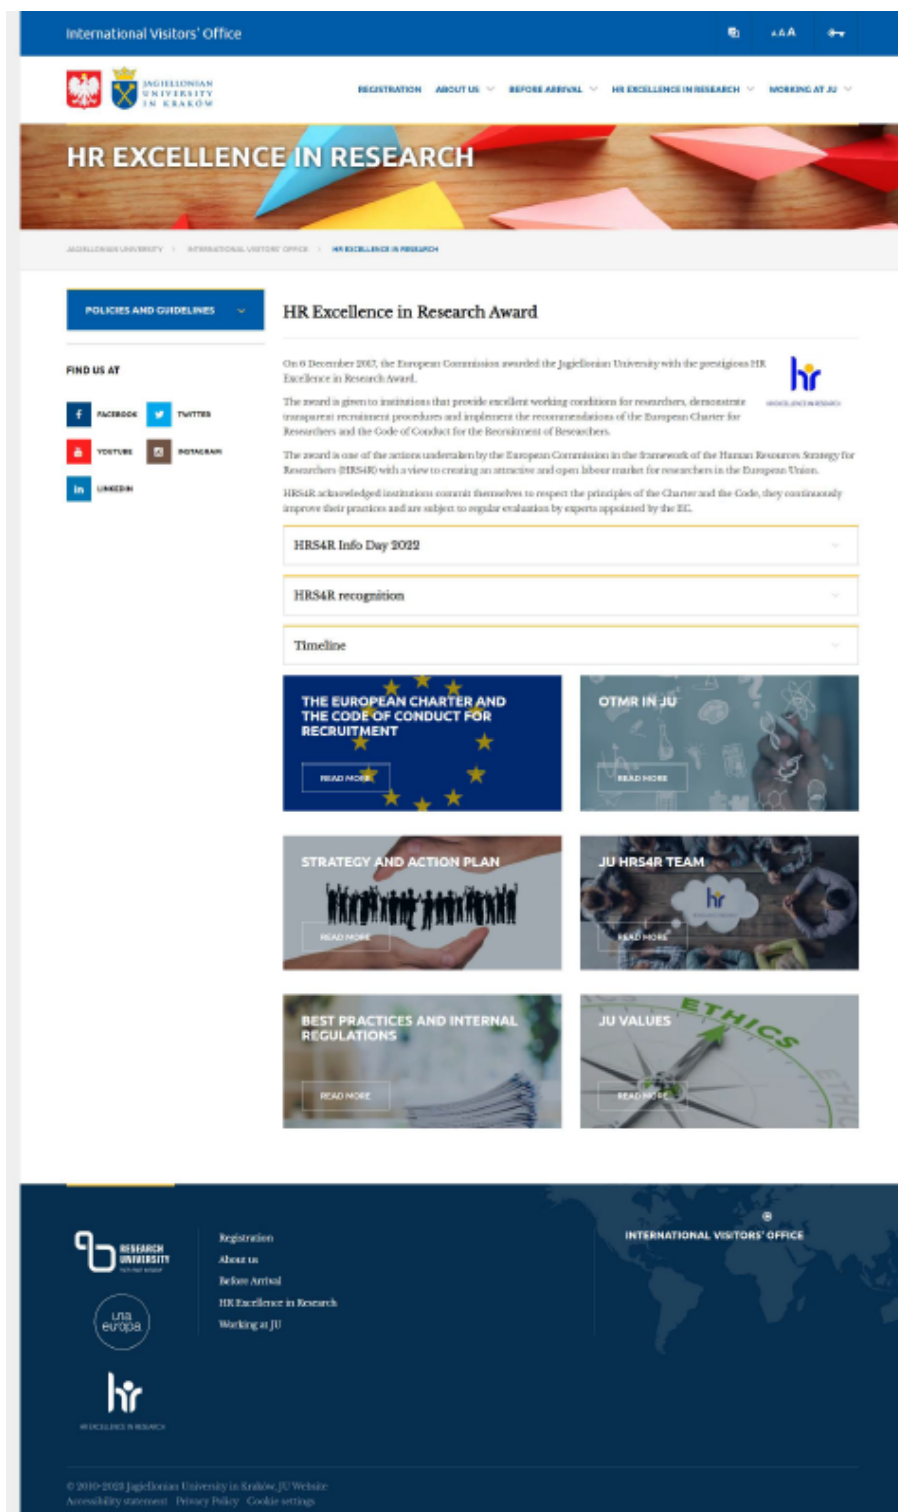 International Visitors' Office
AAA
JAGIELLONIAN
UNIVERSITY
IN KRAKÓW
REGISTRATION ABOUT US BEFORE ARRIVAL HR EXCELLENCE IN RESEARCH WORKING AT JU
HR EXCELLENCE IN RESEARCH
JAGIELLONIAN UNIVERSITY > INTERNATIONAL VISITORS' OFFICE > HR EXCELLENCE IN RESEARCH
POLICIES AND GUIDELINES
FIND US AT
FACEBOOK TWITTER
YOUTUBE INSTAGRAM
LINKEDIN
HR Excellence in Research Award
On 6 December 2017, the European Commission awarded the Jagiellonian University with the prestigious HR
Excellence in Research Award.
hr
HR EXCELLENCE IN RESEARCH
The award is given to institutions that provide excellent working conditions for researchers, demonstrate
transparent recruitment procedures and implement the recommendations of the European Charter for
Researchers and the Code of Conduct for the Recruitment of Researchers.
The award is one of the actions undertaken by the European Commission in the framework of the Human Resources Strategy for
Researchers (HRS4R) with a view to creating an attractive and open labour market for researchers in the European Union.
HRS4R acknowledged institutions commit themselves to respect the principles of the Charter and the Code, they continuously
improve their practices and are subject to regular evaluation by experts appointed by the EC.
HRS4R Info Day 2022
HRS4R recognition
Timeline
THE EUROPEAN CHARTER AND
THE CODE OF CONDUCT FOR
RECRUITMENT
READ MORE
OTMR IN JU
READ MORE
STRATEGY AND ACTION PLAN
READ MORE
JU HRS4R TEAM
hr
READ MORE
BEST PRACTICES AND INTERNAL
REGULATIONS
READ MORE
JU VALUES
ETHICS
READ MORE
RESEARCH
UNIVERSITY
una
europa
hr
HR EXCELLENCE IN RESEARCH
Registration
About us
Before Arrival
HR Excellence in Research
Working at JU
INTERNATIONAL VISITORS' OFFICE
© 2010-2023 Jagiellonian University in Kraków, JU Website
Accessibility statement Privacy Policy Cookie settings